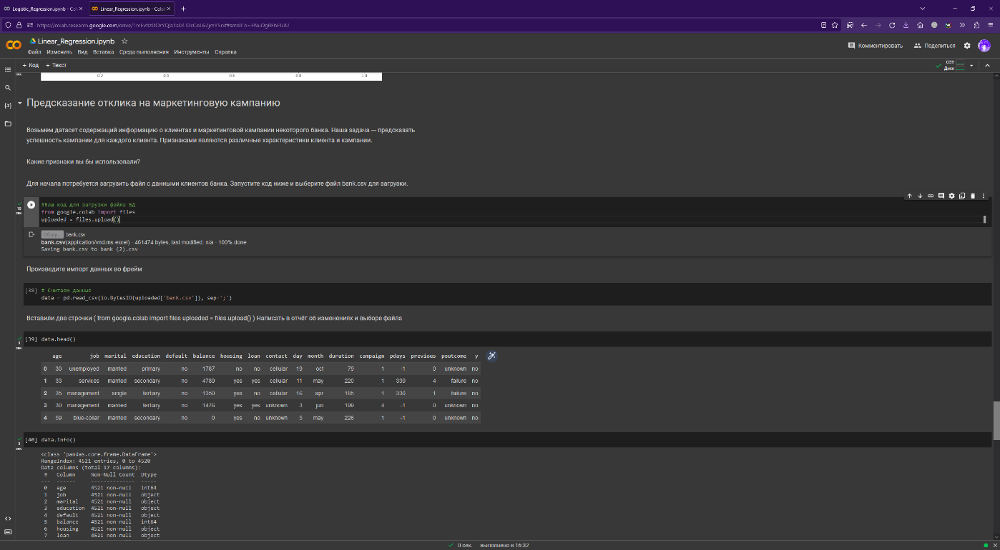 Logistic_Regression.ipynb - Col
Linear_Regression.ipynb - Colab
Linear_Regression.ipynb
Файл Изменить Вид Вставка Среда выполнения Инструменты Справка
Комментировать
Поделиться
+ Код + Текст
ОЗУ
Диск
0.2 0.4 0.6 0.8 1.0
Предсказание отклика на маркетинговую кампанию
Возьмем датасет содержащий информацию о клиентах и маркетинговой кампании некоторого банка. Наша задача — предсказать
успешность кампании для каждого клиента. Признаками являются различные характеристики клиента и кампании.
Какие признаки вы бы использовали?
Для начала потребуется загрузить файл с данными клиентов банка. Запустите код ниже и выберите файл bank.csv для загрузки.
10
сек.
#Ваш код для загрузки файла БД
from google.colab import files
uploaded = files.upload()
Обзор... bank.csv
bank.csv(application/vnd.ms-excel) - 461474 bytes, last modified: n/a - 100% done
Saving bank.csv to bank (2).csv
Произведите импорт данных во фрейм
[38] # Считаем данные
data = pd.read_csv(io.BytesIO(uploaded['bank.csv']), sep=';')
Вставили две строчки ( from google.colab import files uploaded = files.upload() ) Написать в отчёт об изменениях и выборе файла
[39] data.head()
сек.
age job marital education default balance housing loan contact day month duration campaign pdays previous poutcome y
0 30 unemployed married primary no 1787 no no cellular 19 oct 79 1 -1 0 unknown no
1 33 services married secondary no 4789 yes yes cellular 11 may 220 1 339 4 failure no
2 35 management single tertiary no 1350 yes no cellular 16 apr 185 1 330 1 failure no
3 30 management married tertiary no 1476 yes yes unknown 3 jun 199 4 -1 0 unknown no
4 59 blue-collar married secondary no 0 yes no unknown 5 may 226 1 -1 0 unknown no
[40] data.info()
сек.
<class 'pandas.core.frame.DataFrame'>
RangeIndex: 4521 entries, 0 to 4520
Data columns (total 17 columns):
# Column Non-Null Count Dtype
--- ------ -------------- -----
0 age 4521 non-null int64
1 job 4521 non-null object
2 marital 4521 non-null object
3 education 4521 non-null object
4 default 4521 non-null object
5 balance 4521 non-null int64
6 housing 4521 non-null object
7 loan 4521 non-null object
0 сек. выполнено в 16:32